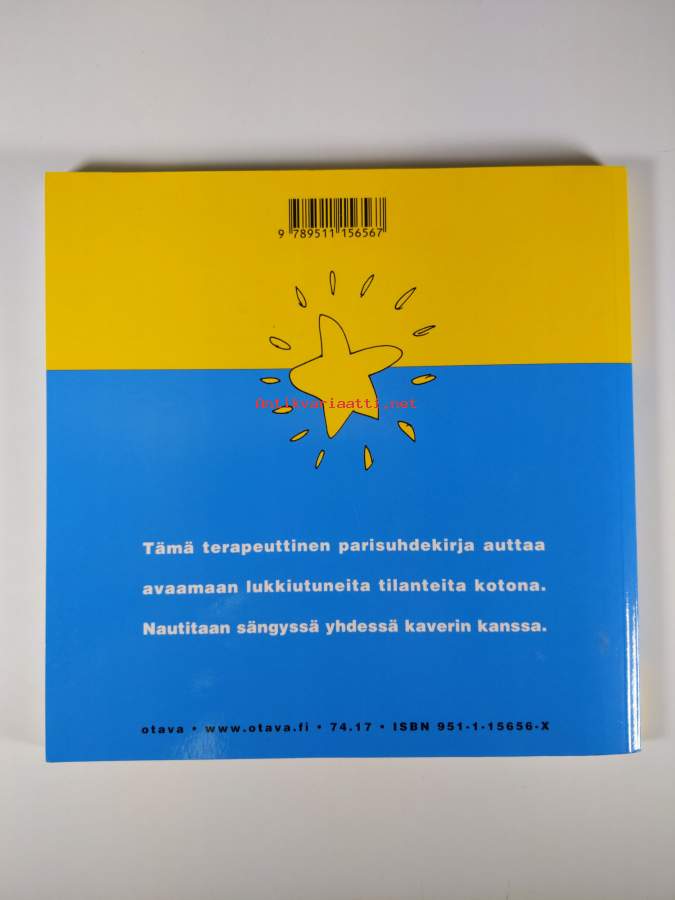 9 789511 156567
Antikvariaatti.net
Tämä terapeuttinen parisuhdekirja auttaa
avaamaan lukkiutuneita tilanteita kotona.
Nautitaan sängyssä yhdessä kaverin kanssa.
otava • www.otava.fi • 74.17 • ISBN 951-1-15656-X